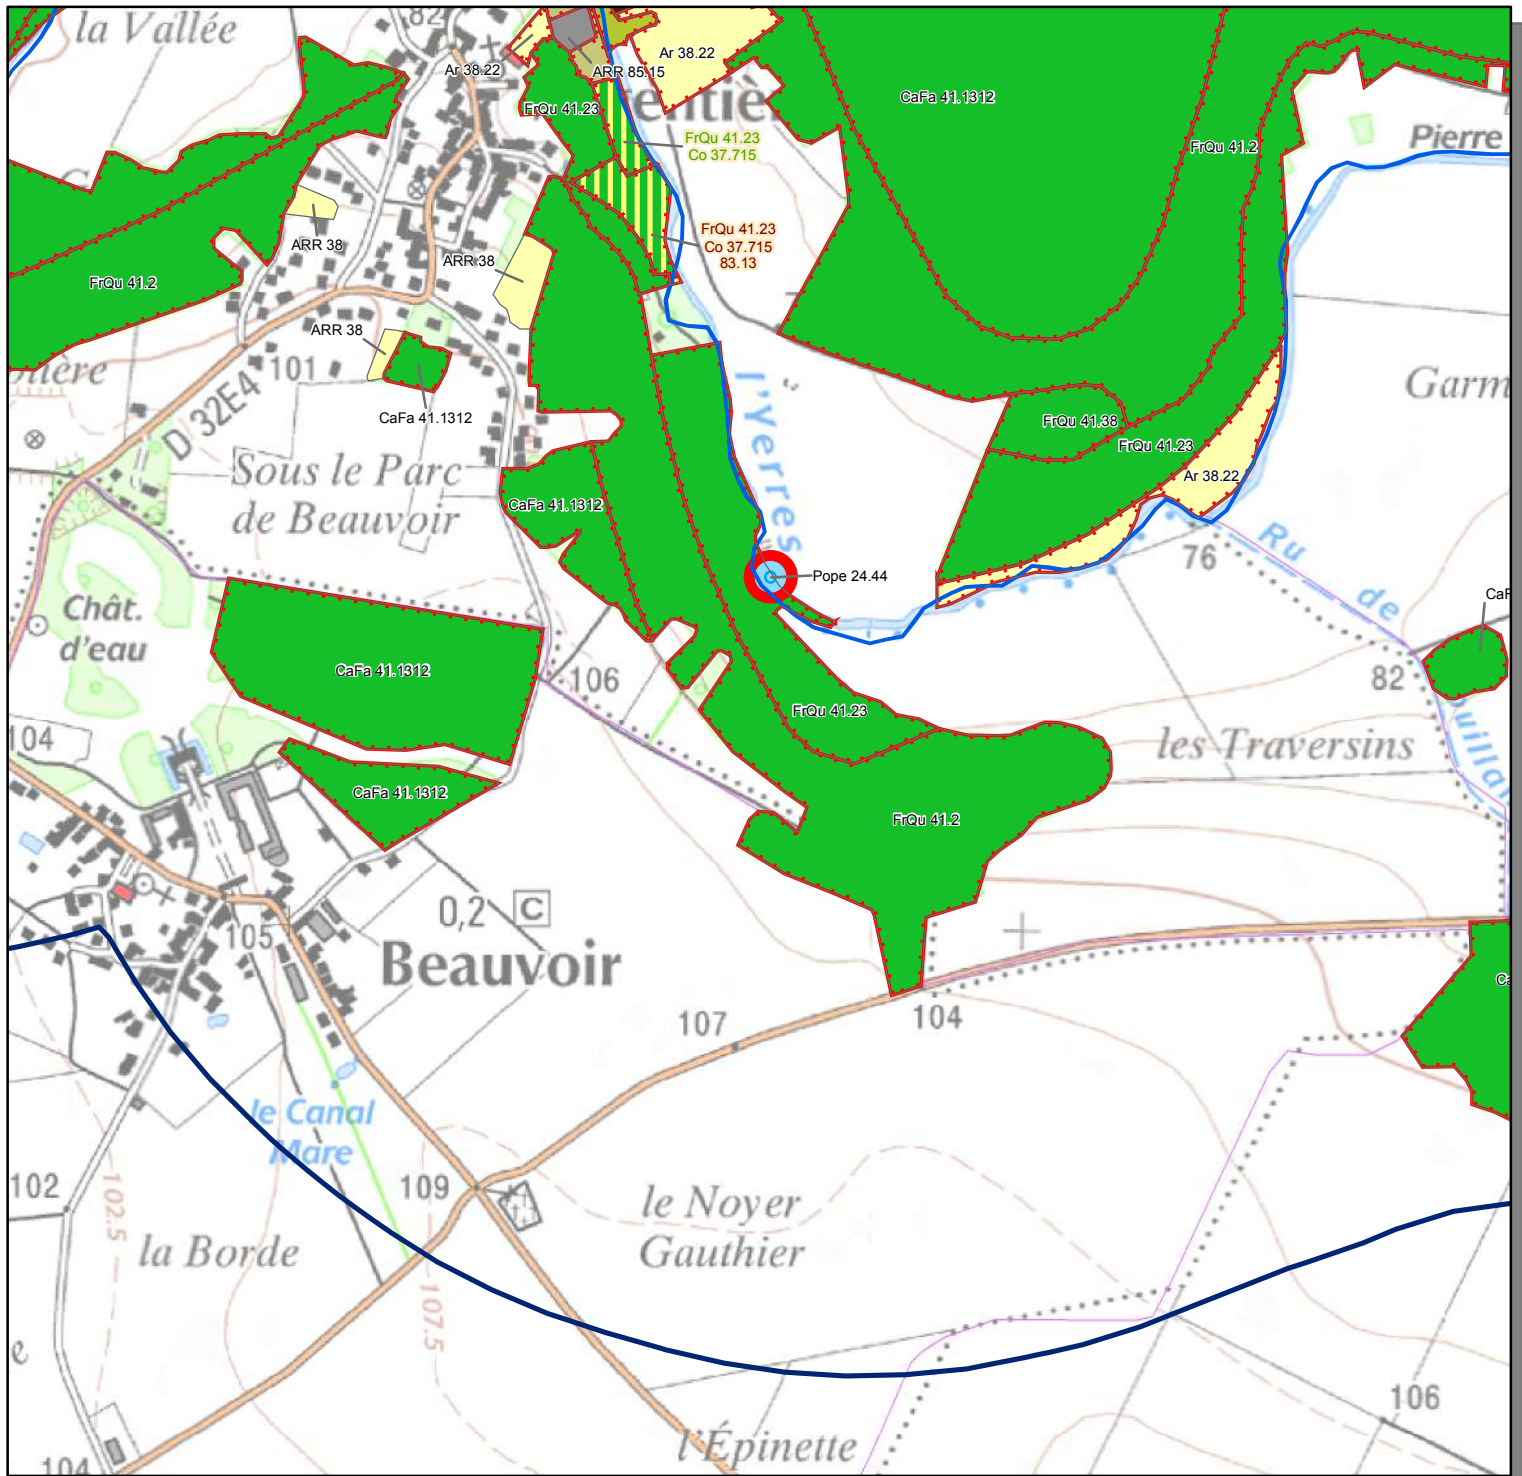 la Vallée
82
Ar 38.22
ARR 85.15
Ar 38.22
CaFa 41.1312
FrQu 41.23
FrQu 41.23
Co 37.715
FrQu 41.2
Pierre
FrQu 41.23
Co 37.715
83.13
ARR 38
ARR 38
FrQu 41.2
ARR 38
101
CaFa 41.1312
D 32E4
l'Yerres
Garm
FrQu 41.38
FrQu 41.23
Ar 38.22
Sous le Parc
de Beauvoir
CaFa 41.1312
76
Ru de
Pope 24.44
Chât.
d'eau
CaFa 41.1312
106
82
FrQu 41.23
104
les Traversins
CaFa 41.1312
FrQu 41.2
0,2 C
105
Beauvoir
107
104
le Canal
Mare
102
102.5
109
le Noyer
Gauthier
la Borde
107.5
106
l'Épinette
104